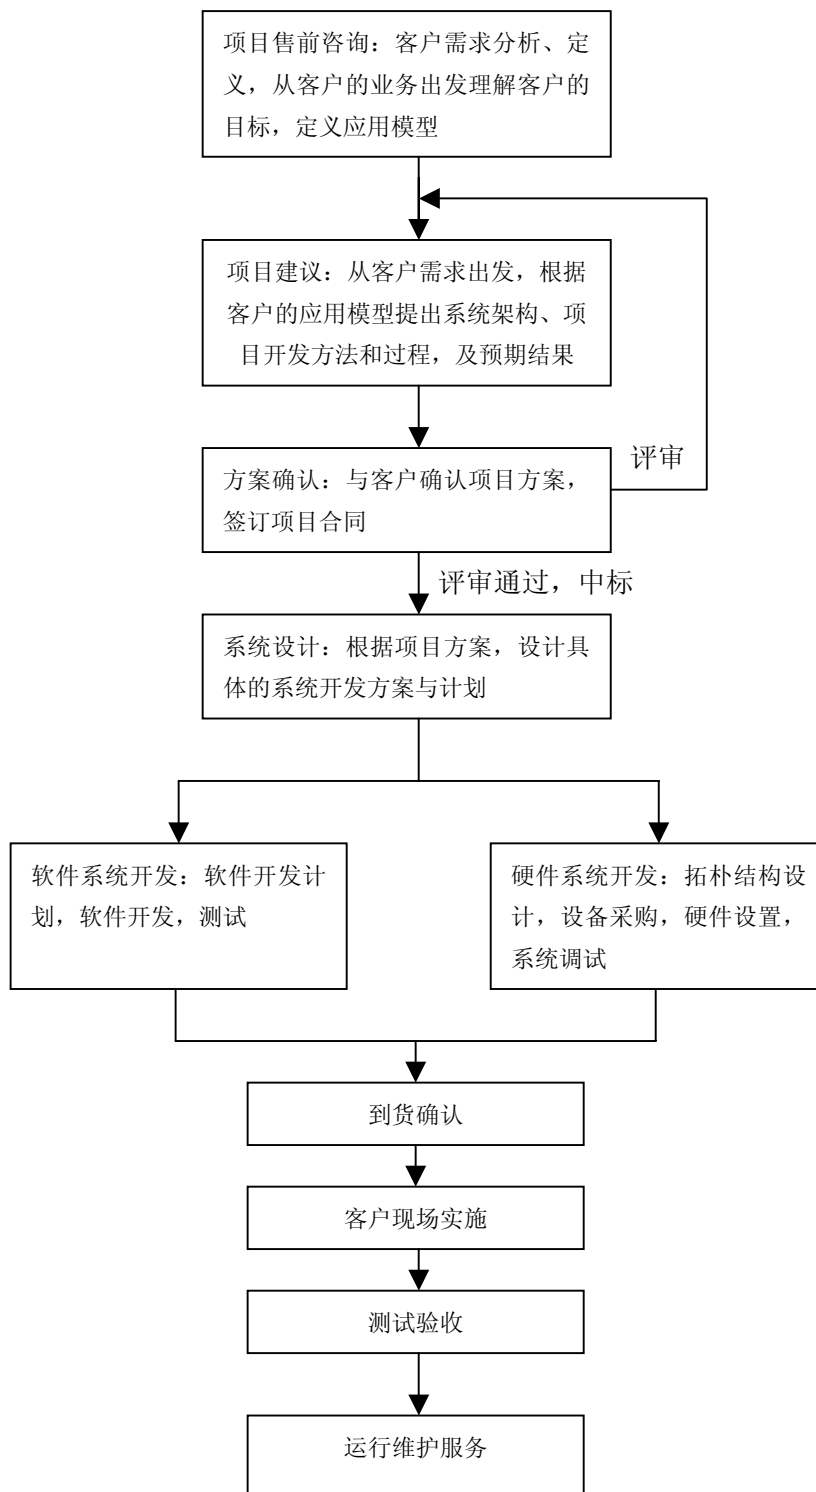 项目售前咨询：客户需求分析、定
义，从客户的业务出发理解客户的
目标，定义应用模型
项目建议：从客户需求出发，根据
客户的应用模型提出系统架构、项
目开发方法和过程，及预期结果
评审
方案确认：与客户确认项目方案，
签订项目合同
评审通过，中标
系统设计：根据项目方案，设计具
体的系统开发方案与计划
软件系统开发：软件开发计
划，软件开发，测试
硬件系统开发：拓朴结构设
计，设备采购，硬件设置，
系统调试
到货确认
客户现场实施
测试验收
运行维护服务